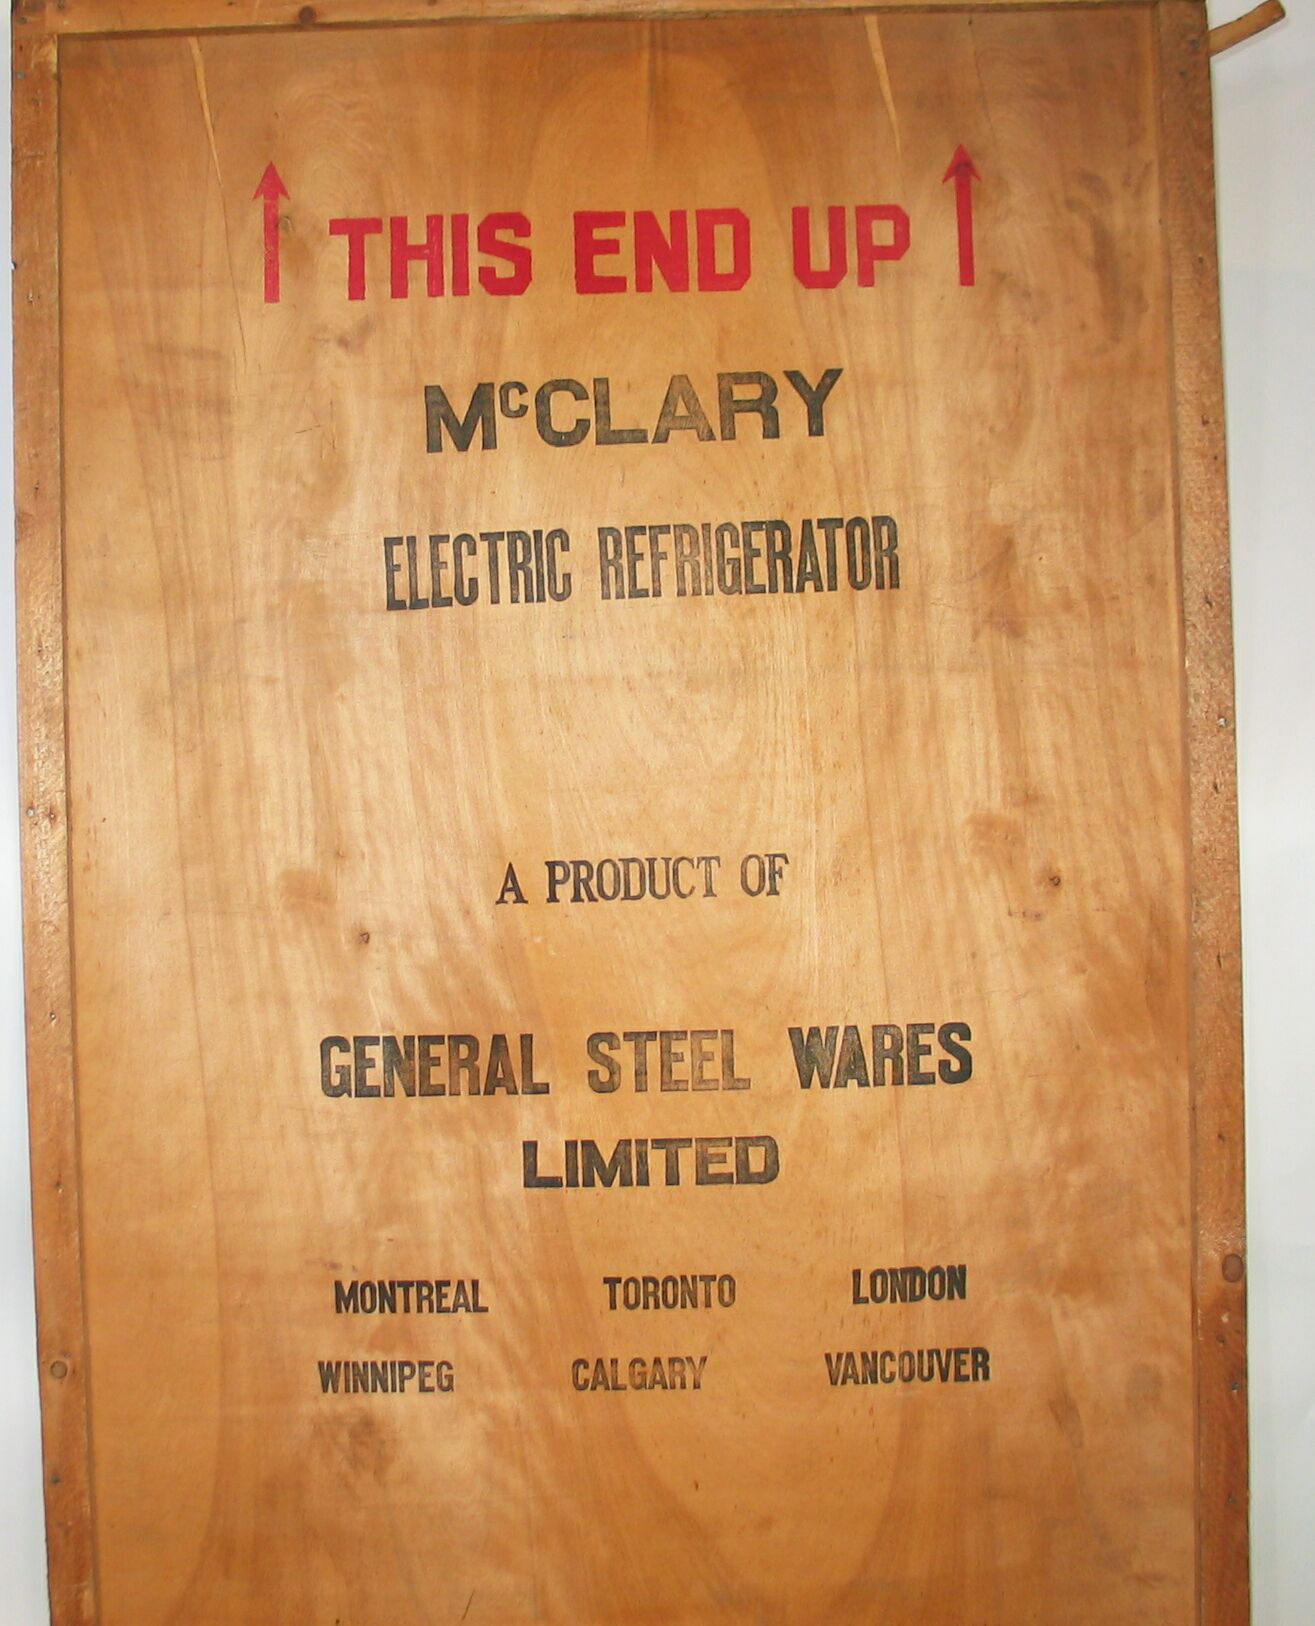 THIS END UP
McCLARY
ELECTRIC REFRIGERATOR
A PRODUCT OF
GENERAL STEEL WARES
LIMITED
MONTREAL TORONTO LONDON
WINNIPEG CALGARY VANCOUVER